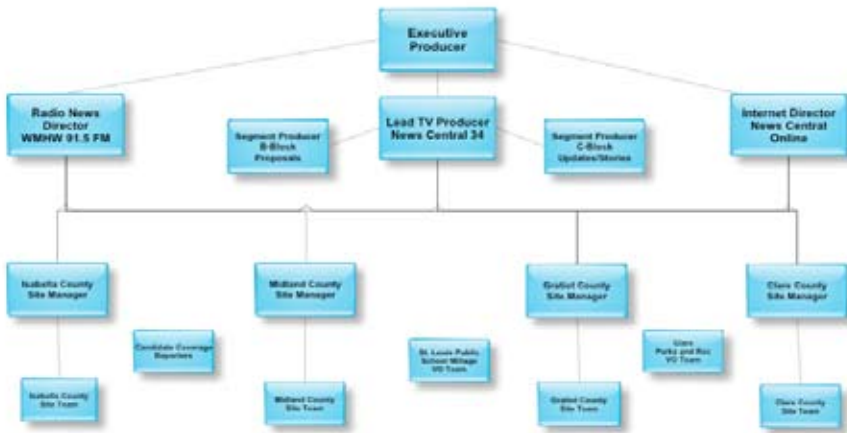 Executive
Producer
Radio News
Director
WMHW 91.5 FM
Segment Producer
B-Block
Proposals
Lead TV Producer
News Central 34
Segment Producer
C-Block
Updates/Stories
Internet Director
News Central
Online
Isabella County
Site Manager
Midland County
Site Manager
Gratiot County
Site Manager
Clare County
Site Manager
Candidate Coverage
Reporters
St. Louis Public
School Millage
VO Team
Clare
Parks and Rec
VO Team
Isabella County
Site Team
Midland County
Site Team
Gratiot County
Site Team
Clare County
Site Team